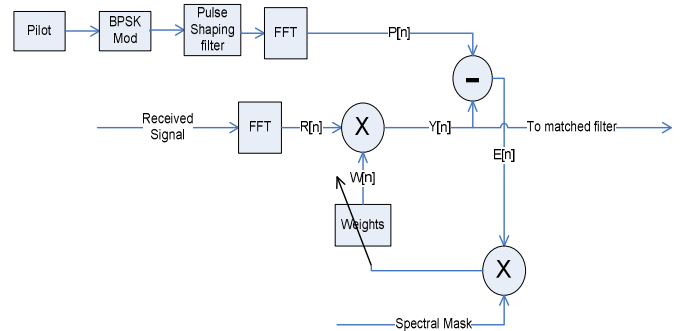 Pilot
BPSK
Mod
Pulse
Shaping
filter
FFT
P[n]
-
Received
Signal
FFT
R[n]
X
Y[n]
To matched filter
W[n]
E[n]
Weights
X
Spectral Mask